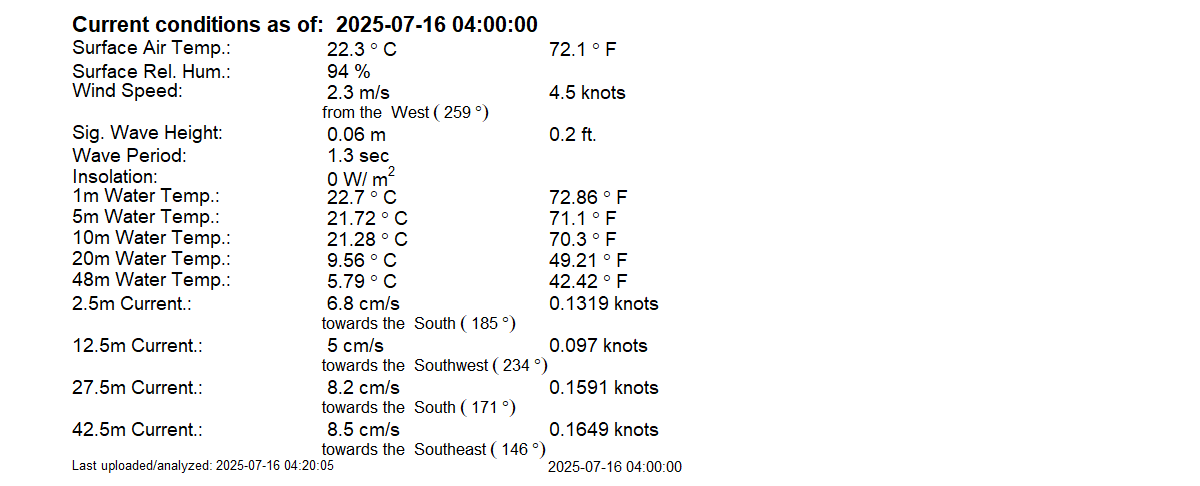 Current conditions as of: 2025-07-16 04:00:00
Surface Air Temp.: 22.3 ° C 72.1 ° F
Surface Rel. Hum.: 94 %
Wind Speed: 2.3 m/s 4.5 knots
from the West ( 259 °)
Sig. Wave Height: 0.06 m 0.2 ft.
Wave Period: 1.3 sec
Insolation: 0 W/ m²
1m Water Temp.: 22.7 ° C 72.86 ° F
5m Water Temp.: 21.72 ° C 71.1 ° F
10m Water Temp.: 21.28 ° C 70.3 ° F
20m Water Temp.: 9.56 ° C 49.21 ° F
48m Water Temp.: 5.79 ° C 42.42 ° F
2.5m Current.: 6.8 cm/s 0.1319 knots
towards the South ( 185 °)
12.5m Current.: 5 cm/s 0.097 knots
towards the Southwest ( 234 °)
27.5m Current.: 8.2 cm/s 0.1591 knots
towards the South ( 171 °)
42.5m Current.: 8.5 cm/s 0.1649 knots
towards the Southeast ( 146 °)
Last uploaded/analyzed: 2025-07-16 04:20:05 2025-07-16 04:00:00